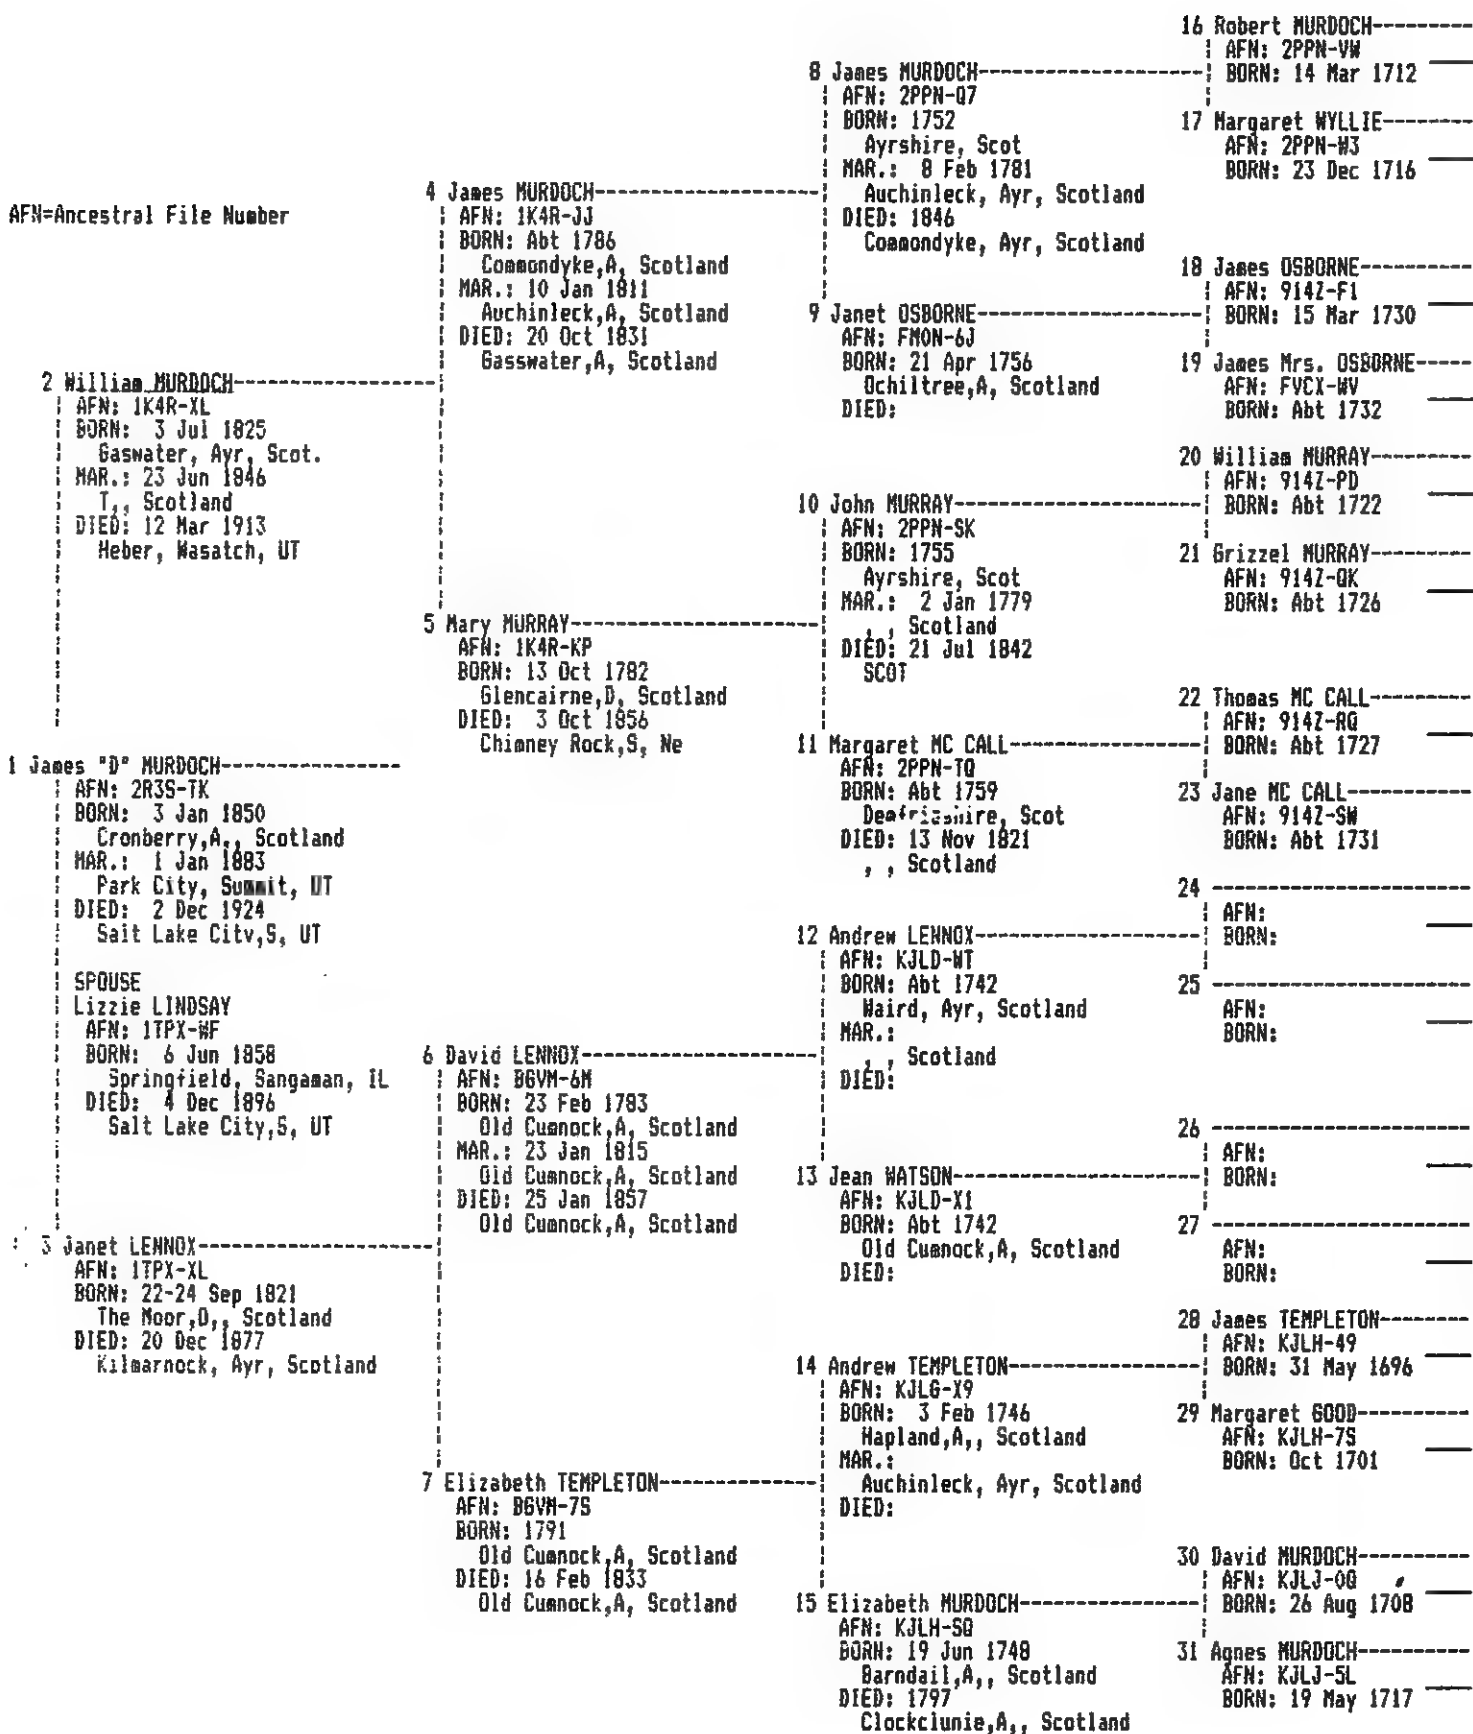 AFN=Ancestral File Number
1 James "D" MURDOCH
AFN: 2R3S-TK
BORN: 3 Jan 1850
Cronberry,A,, Scotland
MAR.: 1 Jan 1883
Park City, Summit, UT
DIED: 2 Dec 1924
Salt Lake City,S, UT
SPOUSE
Lizzie LINDSAY
AFN: 1TPX-WF
BORN: 6 Jun 1858
Springfield, Sangaman, IL
DIED: 4 Dec 1896
Salt Lake City,S, UT
2 William MURDOCH
AFN: 1K4R-XL
BORN: 3 Jul 1825
Gaswater, Ayr, Scot.
MAR.: 23 Jun 1846
T,, Scotland
DIED: 12 Mar 1913
Heber, Wasatch, UT
3 Janet LENNOX
AFN: 1TPX-XL
BORN: 22-24 Sep 1821
The Moor,D,, Scotland
DIED: 20 Dec 1877
Kilmarnock, Ayr, Scotland
4 James MURDOCH
AFN: 1K4R-JJ
BORN: Abt 1786
Commondyke,A, Scotland
MAR.: 10 Jan 1811
Auchinleck,A, Scotland
DIED: 20 Oct 1831
Gasswater,A, Scotland
5 Mary MURRAY
AFN: 1K4R-KP
BORN: 13 Oct 1782
Glencairne,D, Scotland
DIED: 3 Oct 1856
Chimney Rock,S, Ne
6 David LENNOX
AFN: BGVM-6M
BORN: 23 Feb 1783
Old Cumnock,A, Scotland
MAR.: 23 Jan 1815
Old Cumnock,A, Scotland
DIED: 25 Jan 1857
Old Cumnock,A, Scotland
7 Elizabeth TEMPLETON
AFN: BGVM-7S
BORN: 1791
Old Cumnock,A, Scotland
DIED: 16 Feb 1833
Old Cumnock,A, Scotland
8 James MURDOCH
AFN: 2PPN-Q7
BORN: 1752
Ayrshire, Scot
MAR.: 8 Feb 1781
Auchinleck, Ayr, Scotland
DIED: 1846
Commondyke, Ayr, Scotland
9 Janet OSBORNE
AFN: FMON-6J
BORN: 21 Apr 1756
Ochiltree,A, Scotland
DIED:
10 John MURRAY
AFN: 2PPN-SK
BORN: 1755
Ayrshire, Scot
MAR.: 2 Jan 1779
, , Scotland
DIED: 21 Jul 1842
SCOT
11 Margaret MC CALL
AFN: 2PPN-TQ
BORN: Abt 1759
Scot
DIED: 13 Nov 1821
, , Scotland
12 Andrew LENNOX
AFN: KJLD-WT
BORN: Abt 1742
Waird, Ayr, Scotland
MAR.:
, , Scotland
DIED:
13 Jean WATSON
AFN: KJLD-X1
BORN: Abt 1742
Old Cumnock,A, Scotland
DIED:
14 Andrew TEMPLETON
AFN: KJLG-X9
BORN: 3 Feb 1746
Hapland,A,, Scotland
MAR.:
Auchinleck, Ayr, Scotland
DIED:
15 Elizabeth MURDOCH
AFN: KJLH-SQ
BORN: 19 Jun 1748
Barndail,A,, Scotland
DIED: 1797
Clockclunie,A,, Scotland
16 Robert MURDOCH
AFN: 2PPN-VW
BORN: 14 Mar 1712
17 Margaret WYLLIE
AFN: 2PPN-W3
BORN: 23 Dec 1716
18 James OSBORNE
AFN: 914Z-F1
BORN: 15 Mar 1730
19 James Mrs. OSBORNE
AFN: FVCX-WV
BORN: Abt 1732
20 William MURRAY
AFN: 914Z-PD
BORN: Abt 1722
21 Grizzel MURRAY
AFN: 914Z-QK
BORN: Abt 1726
22 Thomas MC CALL
AFN: 914Z-RQ
BORN: Abt 1727
23 Jane MC CALL
AFN: 914Z-SW
BORN: Abt 1731
24
AFN:
BORN:
25
AFN:
BORN:
26
AFN:
BORN:
27
AFN:
BORN:
28 James TEMPLETON
AFN: KJLH-49
BORN: 31 May 1696
29 Margaret GOOD
AFN: KJLH-7S
BORN: Oct 1701
30 David MURDOCH
AFN: KJLJ-0Q
BORN: 26 Aug 1708
31 Agnes MURDOCH
AFN: KJLJ-5L
BORN: 19 May 1717